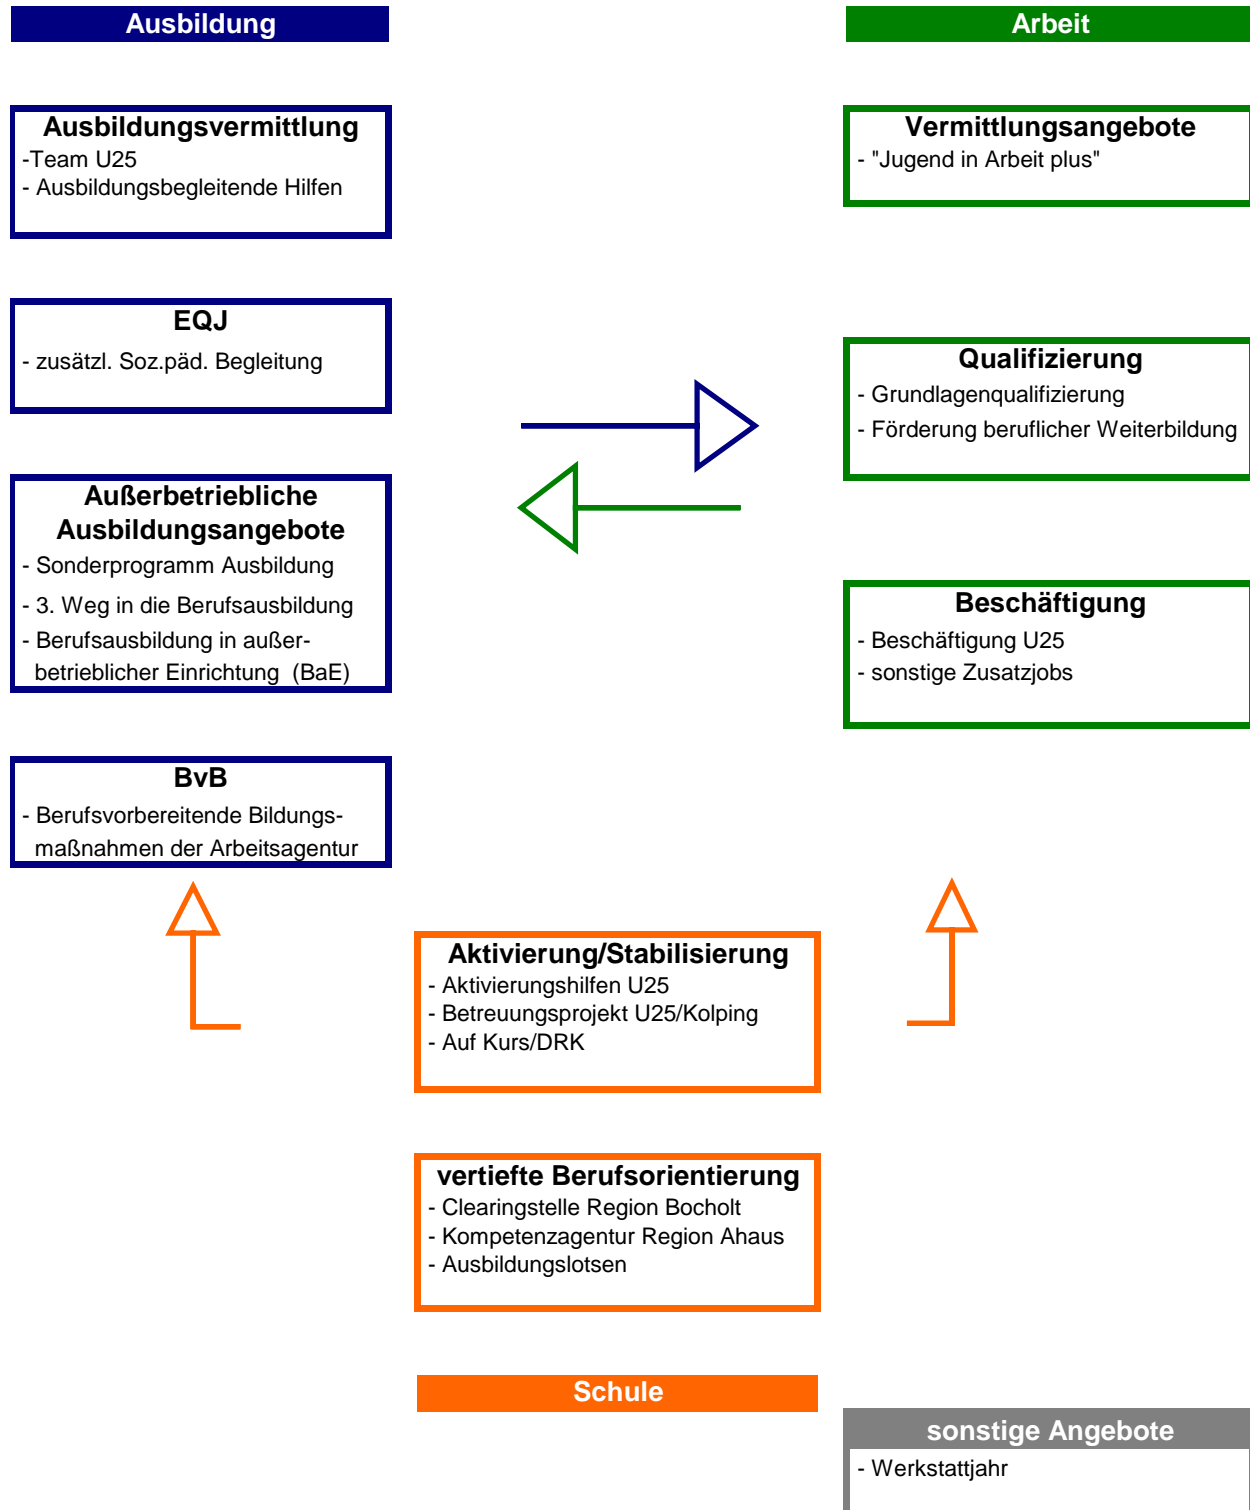 Ausbildung
Ausbildungsvermittlung
-Team U25
- Ausbildungsbegleitende Hilfen
EQJ
- zusätzl. Soz.päd. Begleitung
Außerbetriebliche
Ausbildungsangebote
- Sonderprogramm Ausbildung
- 3. Weg in die Berufsausbildung
- Berufsausbildung in außer-
betrieblicher Einrichtung (BaE)
BvB
- Berufsvorbereitende Bildungs-
maßnahmen der Arbeitsagentur
Arbeit
Vermittlungsangebote
- "Jugend in Arbeit plus"
Qualifizierung
- Grundlagenqualifizierung
- Förderung beruflicher Weiterbildung
Beschäftigung
- Beschäftigung U25
- sonstige Zusatzjobs
Aktivierung/Stabilisierung
- Aktivierungshilfen U25
- Betreuungsprojekt U25/Kolping
- Auf Kurs/DRK
vertiefte Berufsorientierung
- Clearingstelle Region Bocholt
- Kompetenzagentur Region Ahaus
- Ausbildungslotsen
Schule
sonstige Angebote
- Werkstattjahr